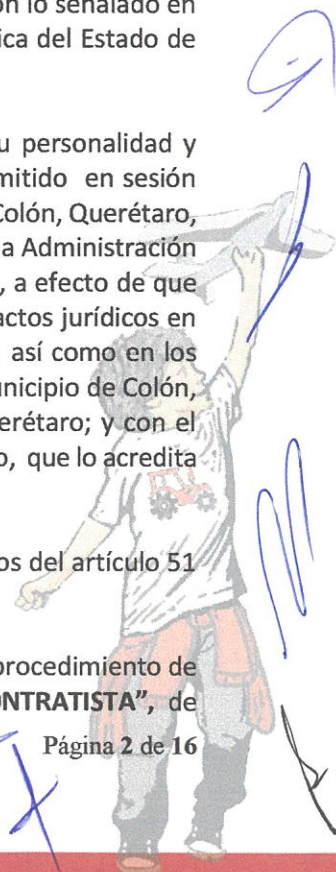 on lo señalado en
ica del Estado de
u personalidad y
mitido en sesión
Colón, Querétaro,
a Administración
, a efecto de que
actos jurídicos en
así como en los
unicipio de Colón,
erétaro; y con el
o, que lo acredita
os del artículo 51
procedimiento de
ONTRATISTA", de
Página 2 de 16